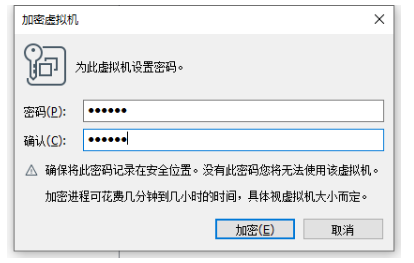 加密虚拟机
为此虚拟机设置密码。
密码(P): ••••••
确认(C): ••••••
确保将此密码记录在安全位置。没有此密码您将无法使用该虚拟机。
加密进程可花费几分钟到几小时的时间，具体视虚拟机大小而定。
加密(E) 取消